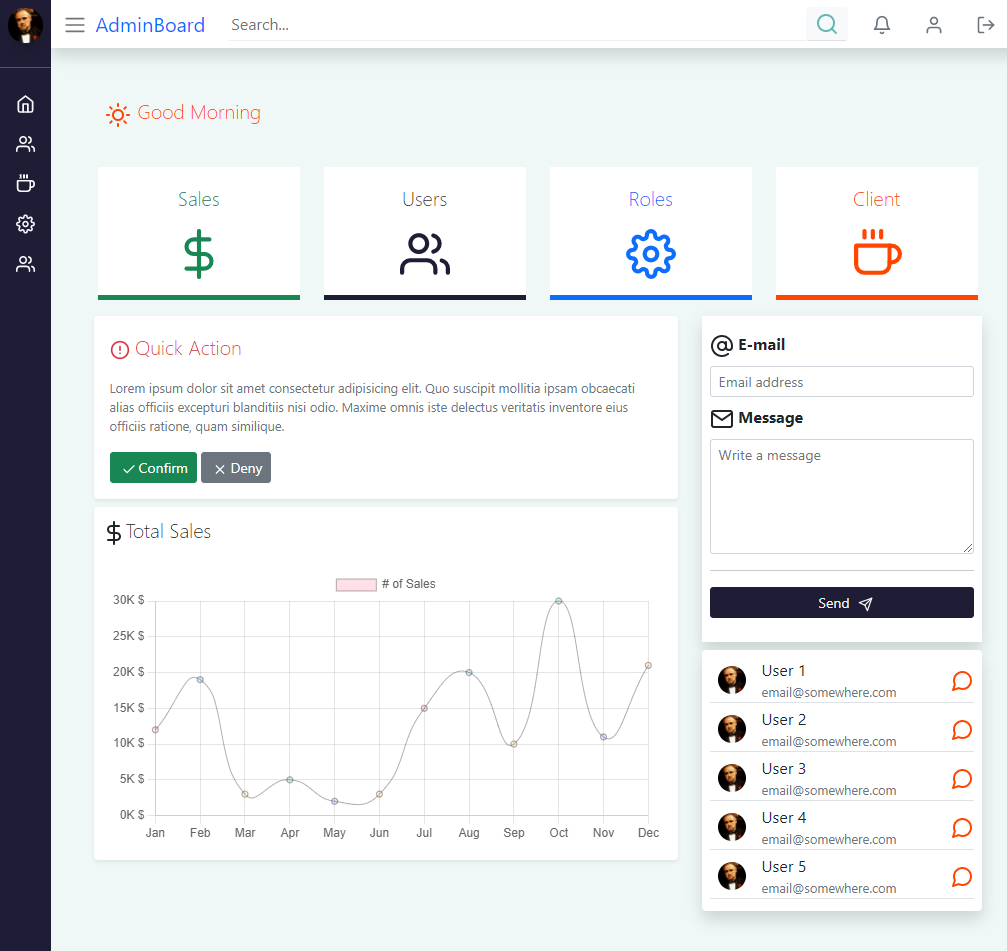 AdminBoard
Search...
Good Morning
Sales
Users
Roles
Client
Quick Action
Lorem ipsum dolor sit amet consectetur adipisicing elit. Quo suscipit mollitia ipsam obcaecati
alias officiis excepturi blanditiis nisi odio. Maxime omnis iste delectus veritatis inventore eius
officiis ratione, quam similique.
Confirm
Deny
$ Total Sales
# of Sales
30K $
25K $
20K $
15K $
10K $
5K $
0K $
Jan Feb Mar Apr May Jun Jul Aug Sep Oct Nov Dec
E-mail
Email address
Message
Write a message
Send
User 1
email@somewhere.com
User 2
email@somewhere.com
User 3
email@somewhere.com
User 4
email@somewhere.com
User 5
email@somewhere.com